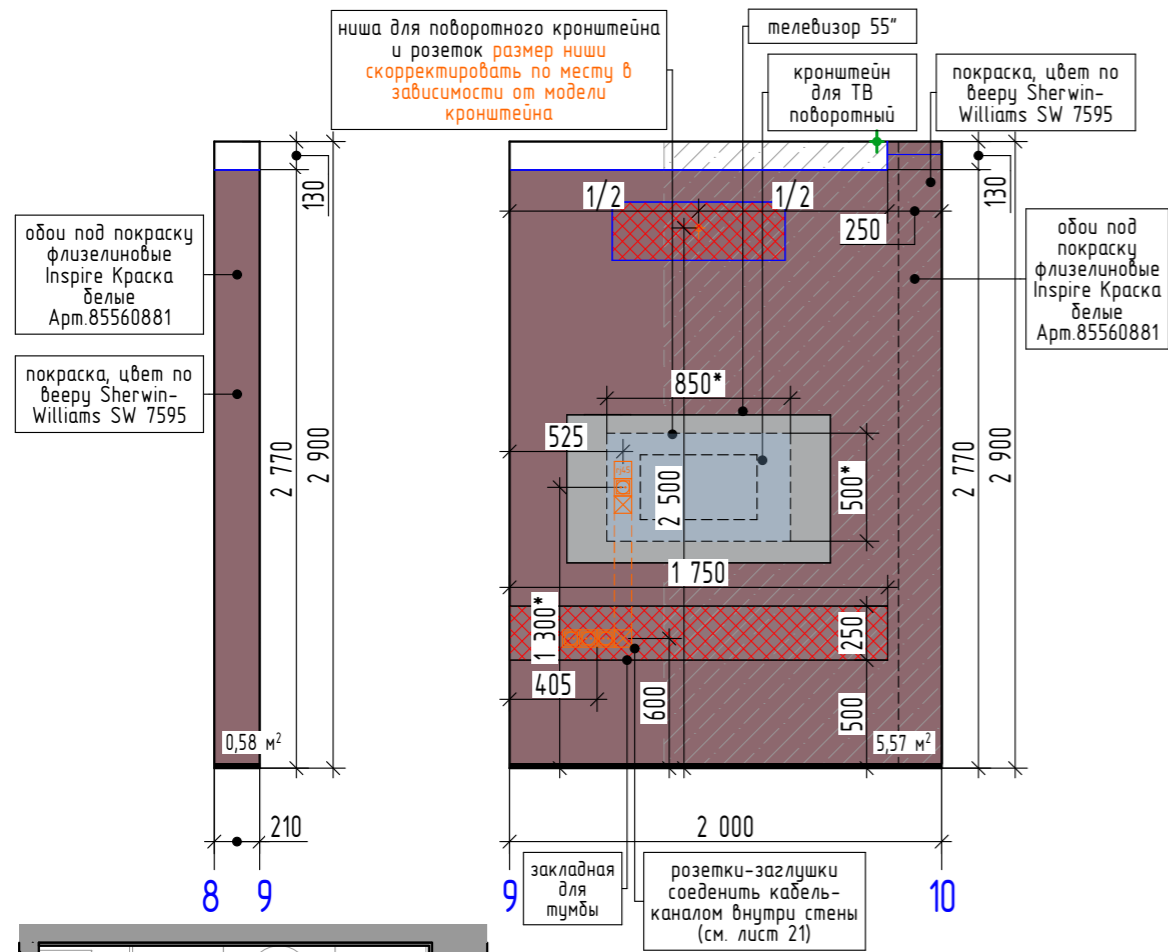 ниша для поворотного кронштейна
и розеток размер ниши
скорректировать по месту в
зависимости от модели
кронштейна
телевизор 55"
кронштейн
для ТВ
поворотный
покраска, цвет по
вееру Sherwin-
Williams SW 7595
130
обои под покраску
флизелиновые
Inspire Краска
белые
Арт.85560881
покраска, цвет по
вееру Sherwin-
Williams SW 7595
2 770
2 900
0,58 м²
210
8
9
1/2
1/2
250
130
обои под
покраску
флизелиновые
Inspire Краска
белые
Арт.85560881
850*
525
2 500
500*
2 770
2 900
1 750
1 300*
250
405
600
500
5,57 м²
2 000
9
10
закладная
для
тумбы
розетки-заглушки
соеденить кабель-
каналом внутри стены
(см. лист 21)